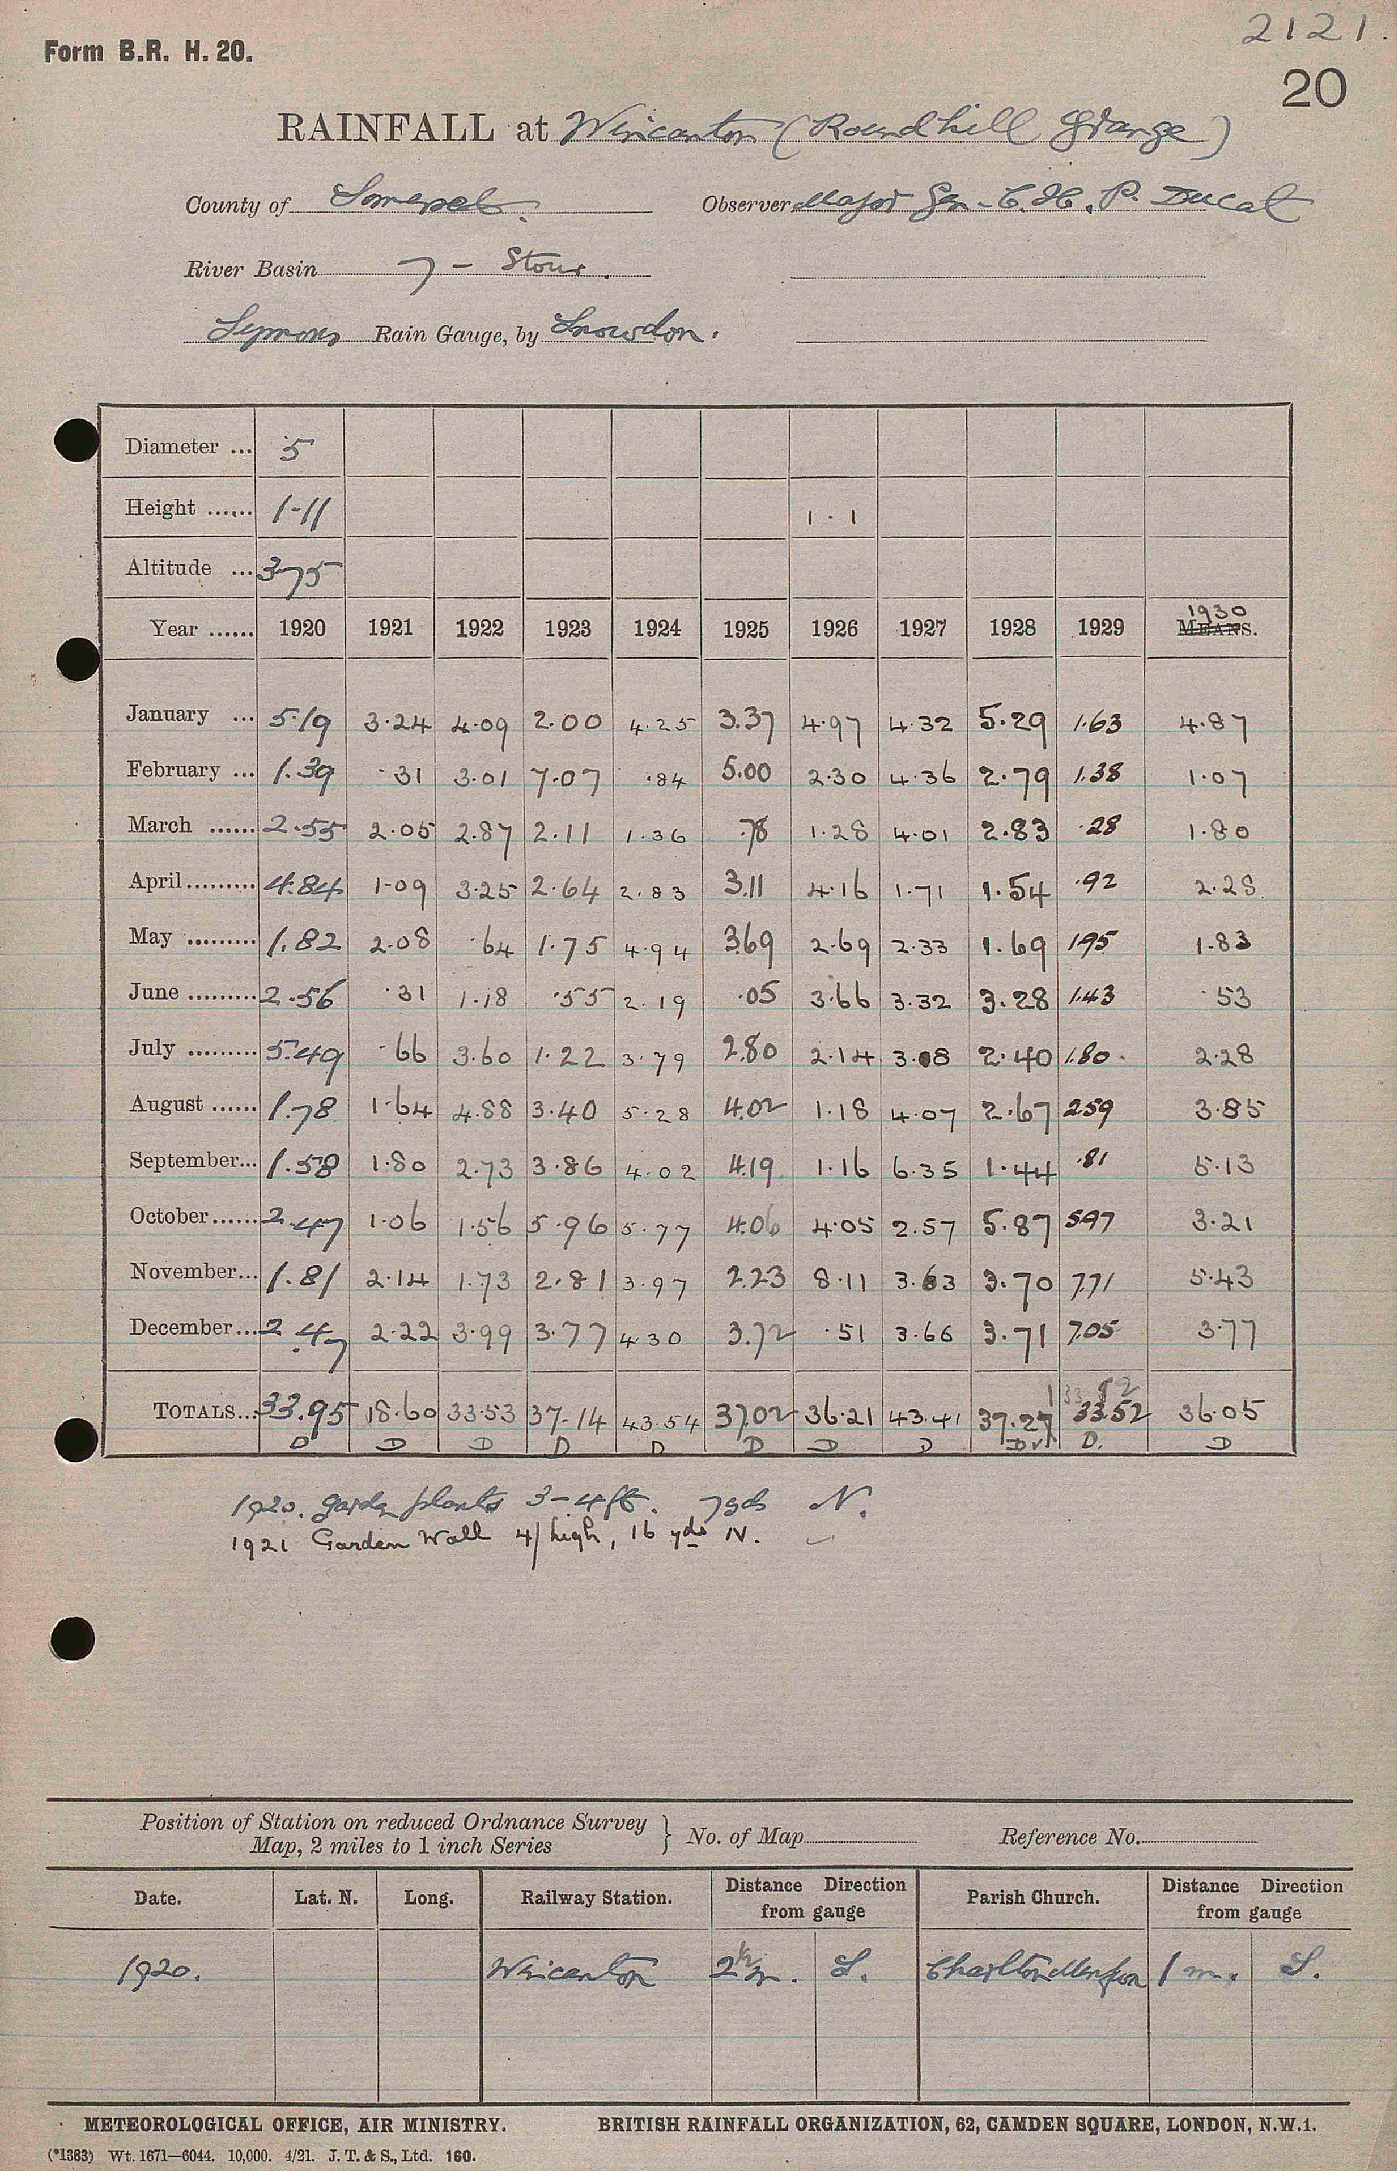 2121.
Form B.R. H. 20.
20
RAINFALL at Wincanton (Roundhill Grange)
County of Somerset. Observer Major Gen. C. H. P. Ducat
River Basin 7 - Stour.
Symons Rain Gauge, by Snowdon.
Diameter ... 5
Height ...... 1-11 1.1
Altitude ... 375
1930
Year ...... 1920 1921 1922 1923 1924 1925 1926 1927 1928 1929 MEANS.
January ... 5.19 3.24 4.09 2.00 4.25 3.37 4.97 4.32 5.29 1.63 4.87
February ... 1.39 .31 3.01 7.07 .84 5.00 2.30 4.36 2.79 1.38 1.07
March ...... 2.55 2.05 2.87 2.11 1.36 .78 1.28 4.01 2.83 .28 1.80
April ......... 4.84 1.09 3.25 2.64 2.83 3.11 4.16 1.71 1.54 .92 2.28
May ......... 1.82 2.08 .64 1.75 4.94 3.69 2.69 2.33 1.69 1.95 1.83
June ......... 2.56 .31 1.18 .55 2.19 .05 3.66 3.32 3.28 1.43 .53
July ......... 5.49 .66 3.60 1.22 3.79 2.80 2.14 3.08 2.40 1.80 2.28
August ...... 1.78 1.64 4.88 3.40 5.28 4.02 1.18 4.07 2.67 2.59 3.85
September... 1.58 1.80 2.73 3.86 4.02 4.19 1.16 6.35 1.44 .81 5.13
October...... 2.47 1.06 1.56 5.96 5.77 4.06 4.05 2.57 5.87 5.97 3.21
November... 1.81 2.14 1.73 2.81 3.97 2.23 8.11 3.63 3.70 7.71 5.43
December... 2.47 2.22 3.99 3.77 4.30 3.72 .51 3.66 3.71 7.05 3.77
1 33.52
TOTALS... 33.95 18.60 33.53 37.14 43.54 37.02 36.21 43.41 37.27 33.52 36.05
D D D D D D D D D D. D
1920. garden plants 3-4ft. 7yds N.
1921 Garden Wall 4/ high, 16 yds N.
Position of Station on reduced Ordnance Survey Map, 2 miles to 1 inch Series } No. of Map Reference No.
Date. Lat. N. Long. Railway Station. Distance Direction from gauge Parish Church. Distance Direction from gauge
1920. Wincanton 2½ m. S. Charlton Musgrove 1 m. S.
METEOROLOGICAL OFFICE, AIR MINISTRY. BRITISH RAINFALL ORGANIZATION, 62, CAMDEN SQUARE, LONDON, N.W.1.
(*1383) Wt. 1671—6044. 10,000. 4/21. J. T. & S., Ltd. 160.